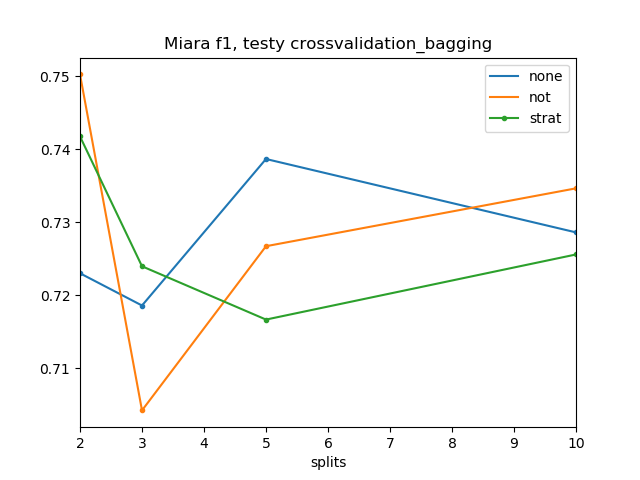 Miara f1, testy crossvalidation_bagging
none
not
strat
0.75
0.74
0.73
0.72
0.71
2 3 4 5 6 7 8 9 10
splits